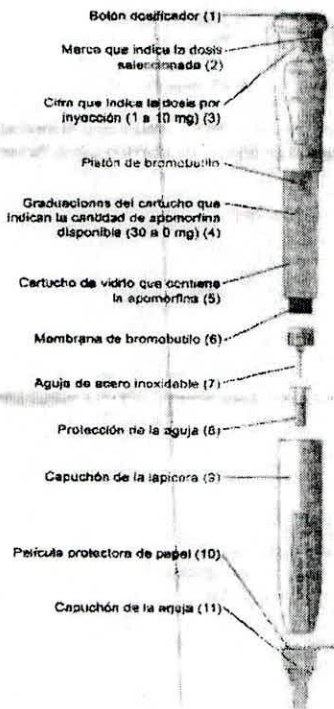 Botón dosificador (1)
Marca que indica la dosis
seleccionada (2)
Cifra que indica la dosis por
inyección (1 a 10 mg) (3)
Pistón de bromobutilo
Graduaciones del cartucho que
indican la cantidad de apomorfina
disponible (30 a 0 mg) (4)
Cartucho de vidrio que contiene
la apomorfina (5)
Membrana de bromobutilo (6)
Aguja de acero inoxidable (7)
Protección de la aguja (8)
Capuchón de la lapicera (9)
Película protectora de papel (10)
Capuchón de la aguja (11)